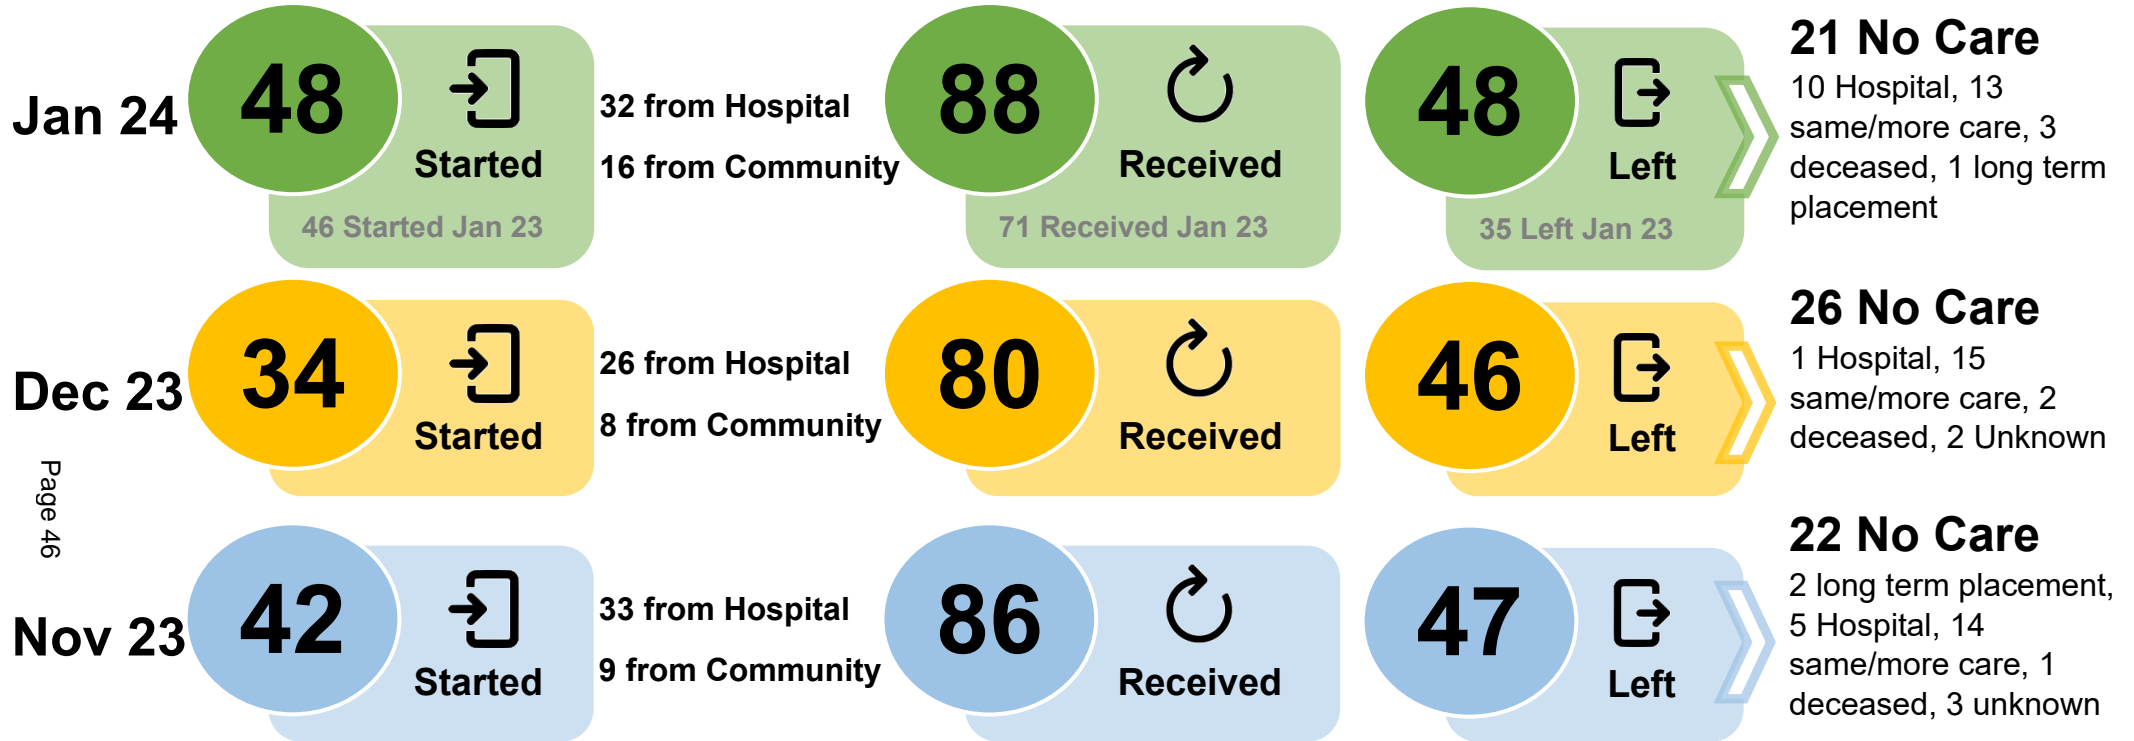 Jan 24
48
Started
46 Started Jan 23
32 from Hospital
16 from Community
88
Received
71 Received Jan 23
48
Left
35 Left Jan 23
21 No Care
10 Hospital, 13
same/more care, 3
deceased, 1 long term
placement
Dec 23
34
Started
26 from Hospital
8 from Community
80
Received
46
Left
26 No Care
1 Hospital, 15
same/more care, 2
deceased, 2 Unknown
Page 46
Nov 23
42
Started
33 from Hospital
9 from Community
86
Received
47
Left
22 No Care
2 long term placement,
5 Hospital, 14
same/more care, 1
deceased, 3 unknown